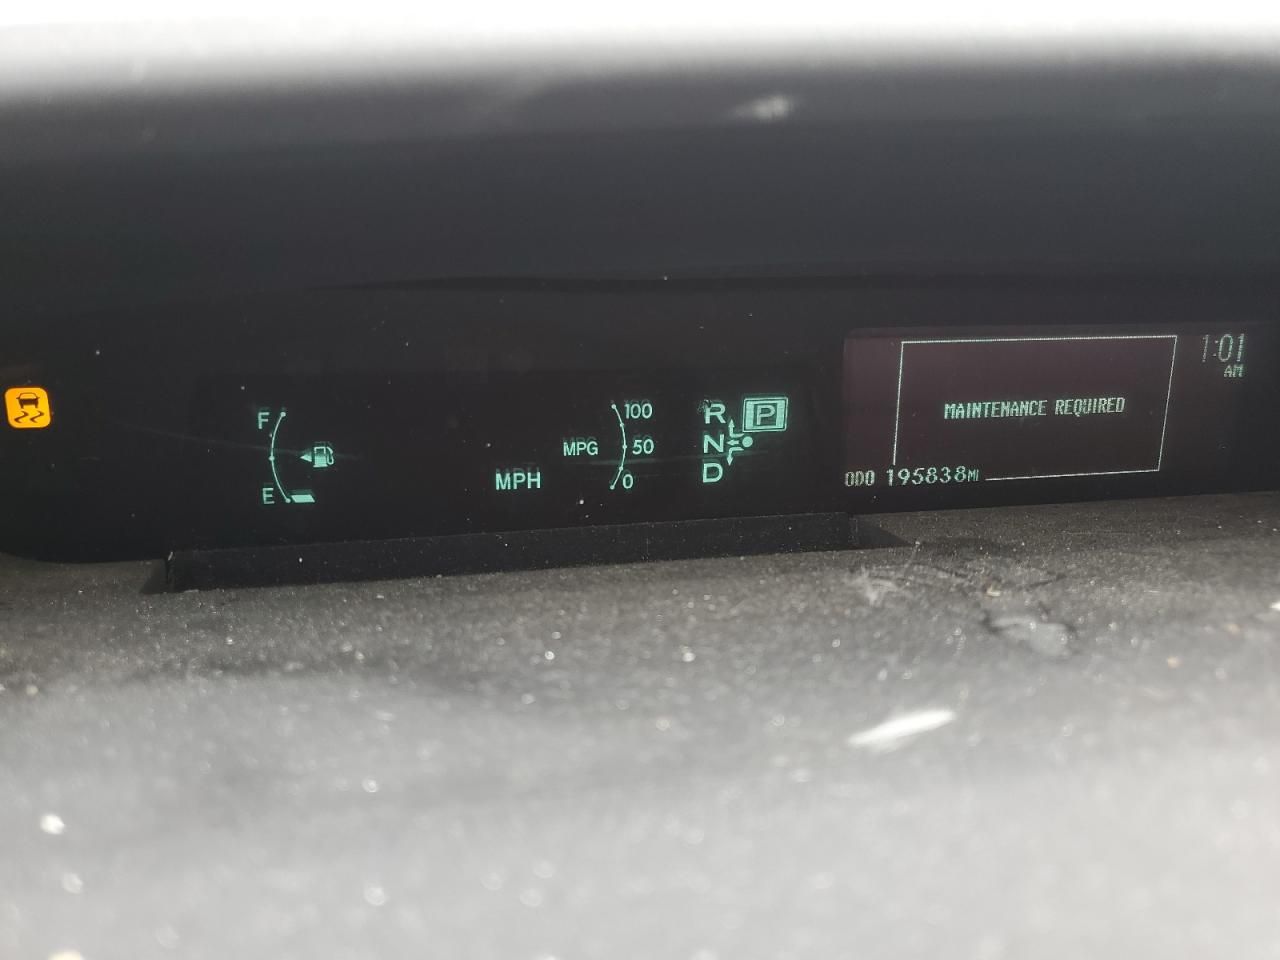 F
E
MPH
MPG
100
50
0
R
N
D
P
MAINTENANCE REQUIRED
1:01
AM
ODO 195838MI